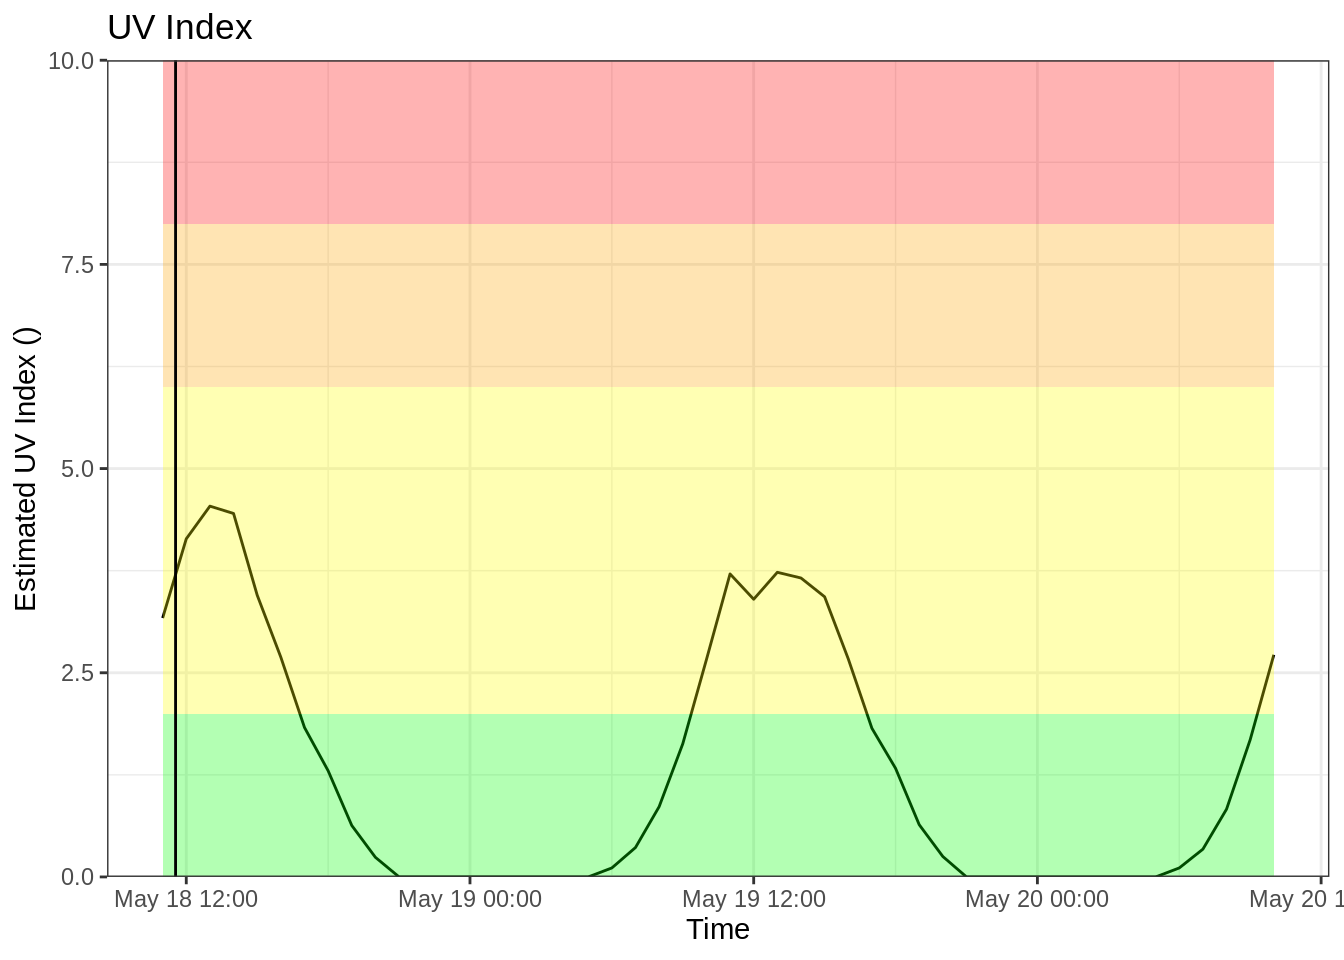 UV Index
Estimated UV Index ()
10.0
7.5
5.0
2.5
0.0
May 18 12:00
May 19 00:00
May 19 12:00
May 20 00:00
May 20 1
Time